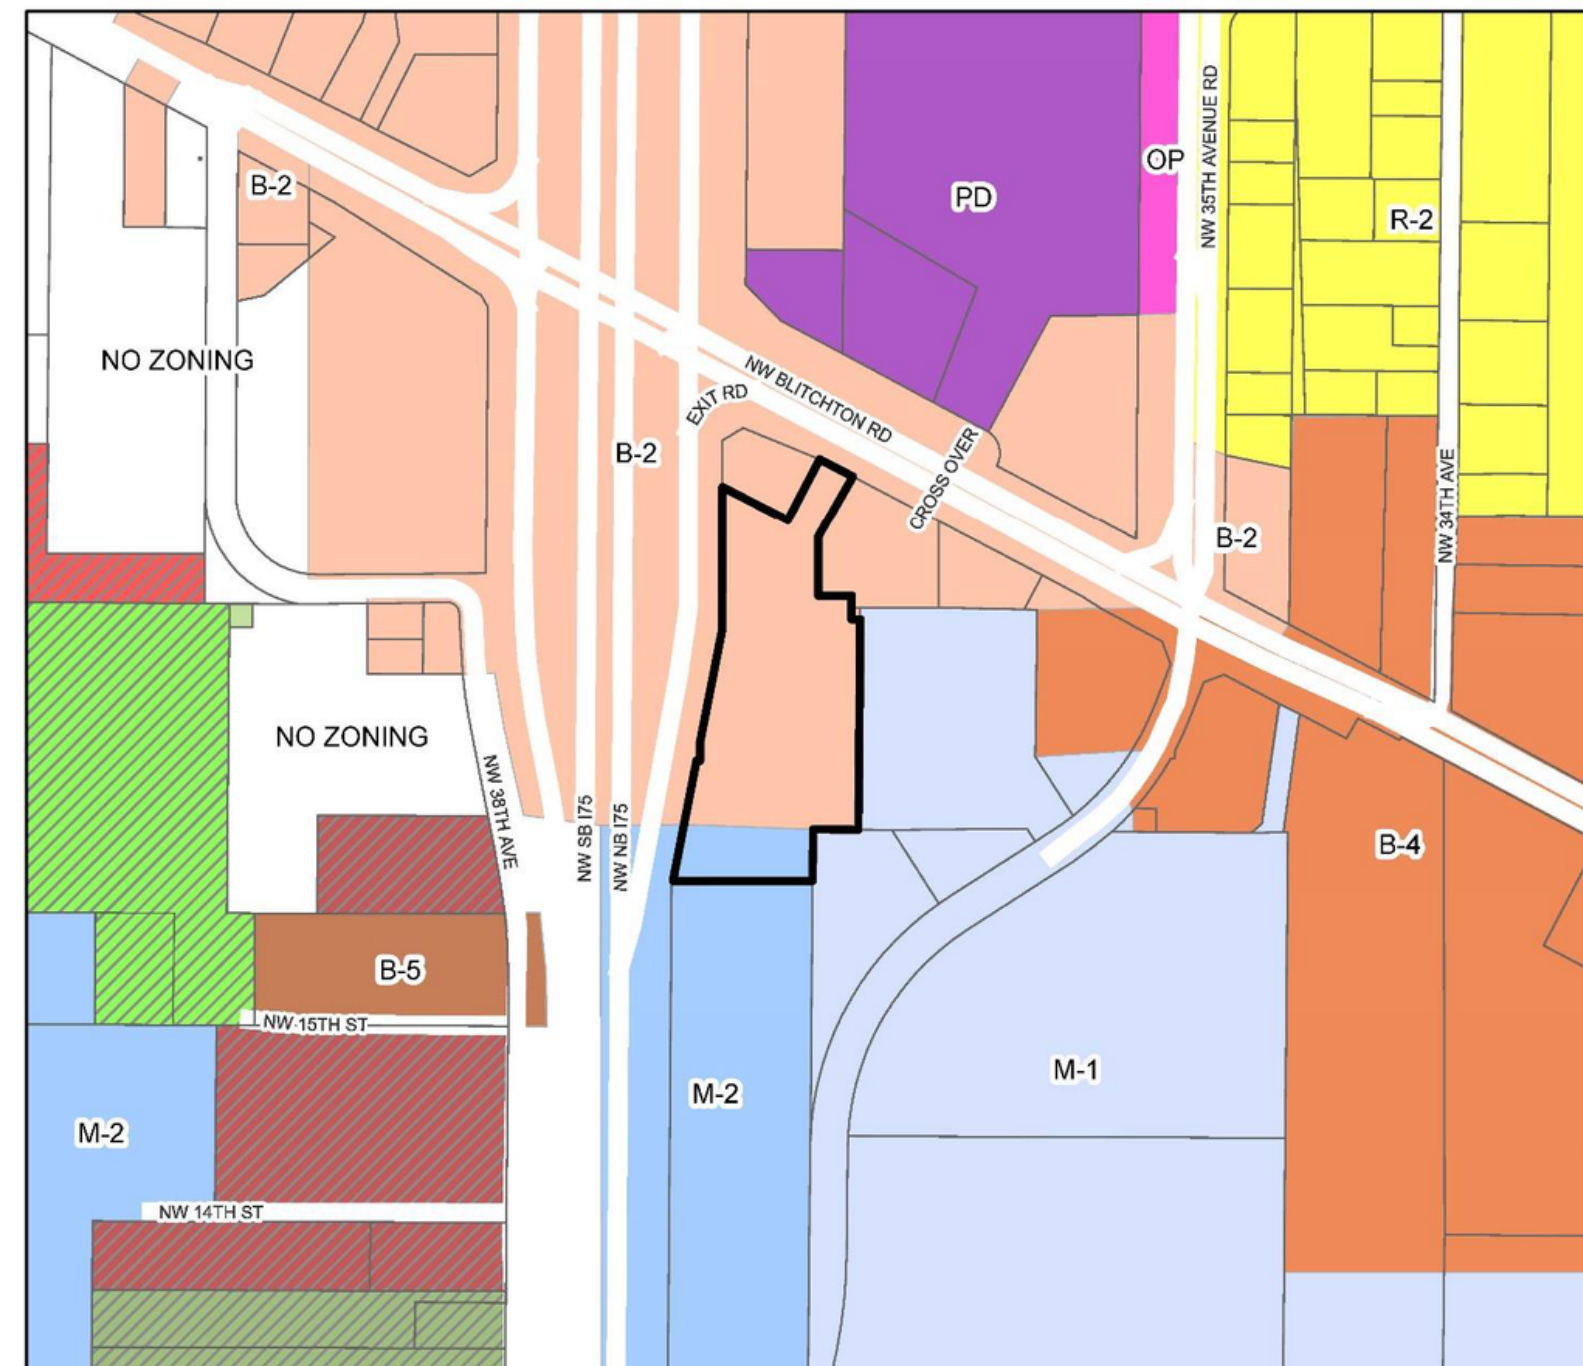 NW 35TH AVENUE RD
OP
B-2
PD
R-2
NO ZONING
NW BLITCHTON RD
EXIT RD
B-2
CROSS OVER
NW 34TH AVE
B-2
NO ZONING
NW 38TH AVE
NW SB I75
NW NB I75
B-4
B-5
NW 15TH ST
M-1
M-2
M-2
NW 14TH ST